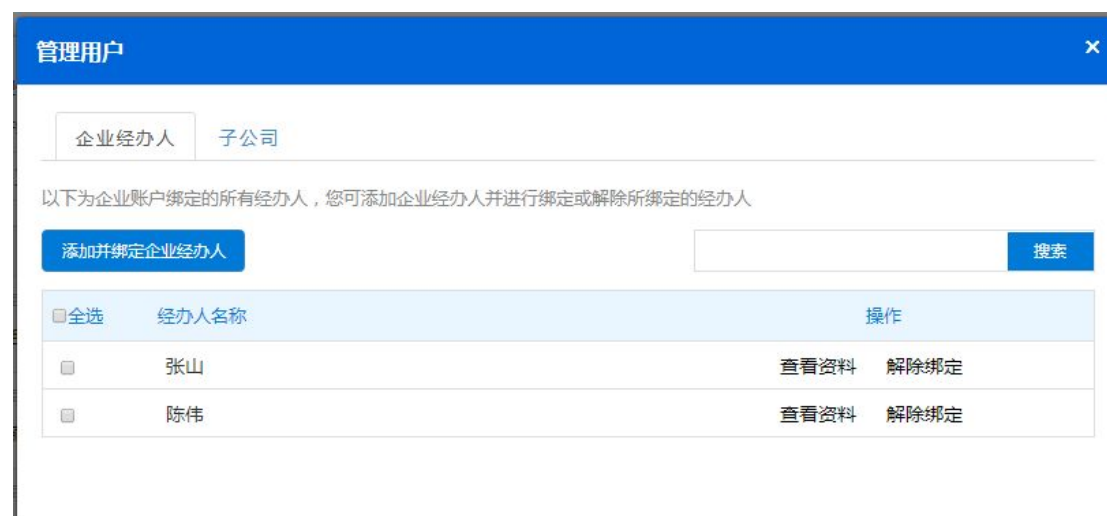 管理用户 ×
企业经办人 子公司
以下为企业账户绑定的所有经办人，您可添加企业经办人并进行绑定或解除所绑定的经办人
添加并绑定企业经办人 搜索
全选 经办人名称 操作
张山 查看资料 解除绑定
陈伟 查看资料 解除绑定